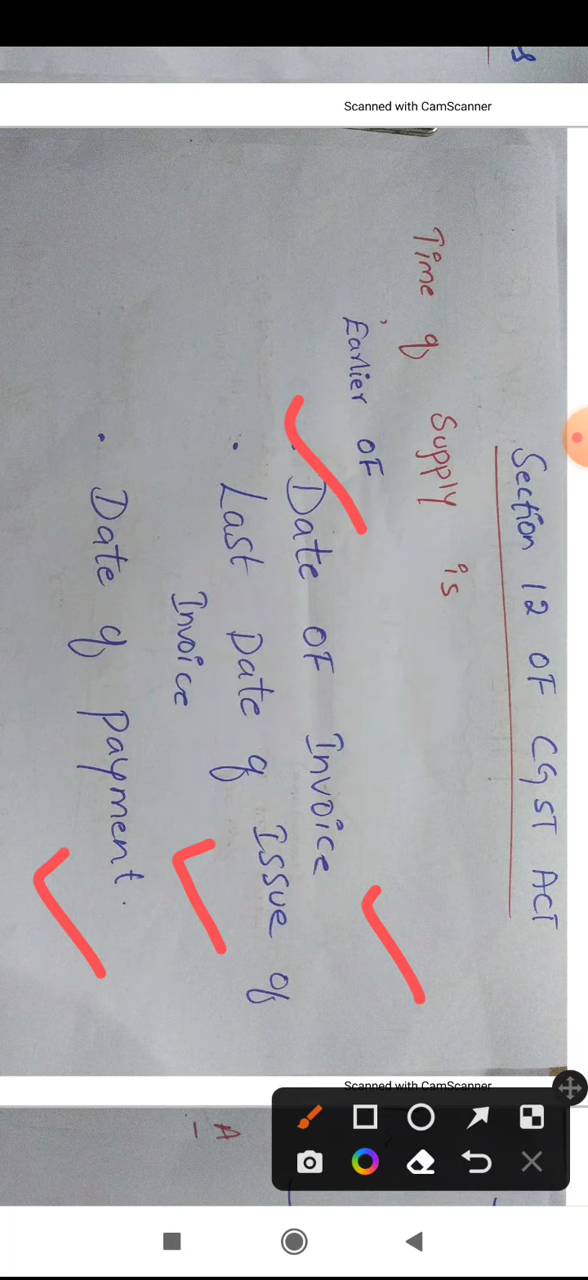 Scanned with CamScanner
Section 12 OF CGST ACT
Time of Supply is
Earlier OF
. Date OF Invoice
. Last Date of Issue of
Invoice
. Date of payment.
Scanned with CamScanner
A